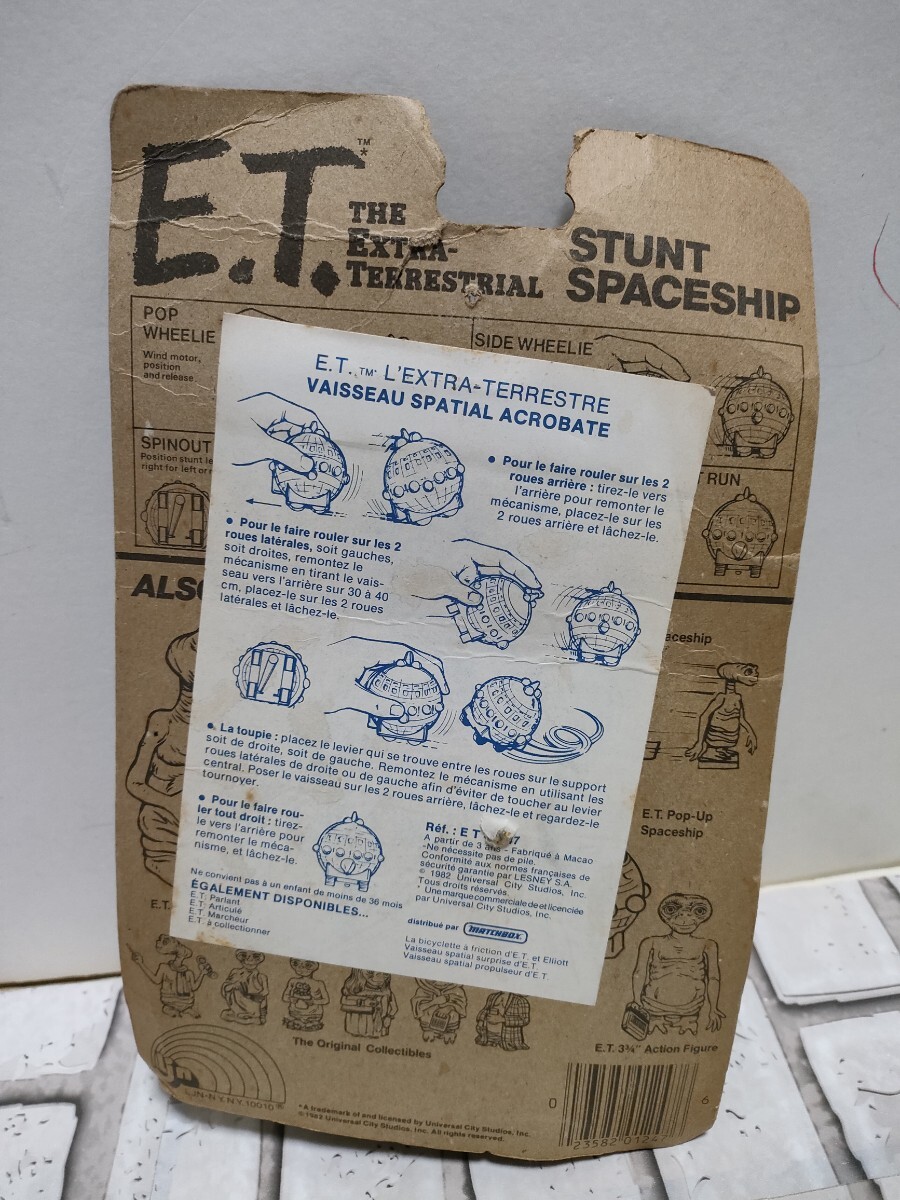 E.T.™*
THE
EXTRA-
TERRESTRIAL
STUNT
SPACESHIP
POP
WHEELIE
Wind motor,
position
and release.
SIDE WHEELIE
SPINOUT
Position stunt
right for left or
RUN
ALSO
E.T.™ L'EXTRA-TERRESTRE
VAISSEAU SPATIAL ACROBATE
• Pour le faire rouler sur les 2
roues arrière : tirez-le vers
l'arrière pour remonter le
mécanisme, placez-le sur les
2 roues arrière et lâchez-le.
• Pour le faire rouler sur les 2
roues latérales, soit gauches,
soit droites, remontez le
mécanisme en tirant le vais-
seau vers l'arrière sur 30 à 40
cm, placez-le sur les 2 roues
latérales et lâchez-le.
• La toupie : placez le levier qui se trouve entre les roues sur le support
soit de droite, soit de gauche. Remontez le mécanisme en utilisant les
roues latérales de droite ou de gauche afin d'éviter de toucher au levier
central. Poser le vaisseau sur les 2 roues arrière, lâchez-le et regardez-le
tournoyer.
• Pour le faire rou-
ler tout droit : tirez-
le vers l'arrière pour
remonter le méca-
nisme, et lâchez-le.
Ne convient pas à un enfant de moins de 36 mois
ÉGALEMENT DISPONIBLES...
E.T. Parlant
E.T. Articulé
E.T. Marcheur
E.T. à collectionner
Réf. : E T 47
A partir de 3 ans - Fabriqué à Macao
-Ne nécessite pas de pile.
Conformité aux normes françaises de
sécurité garantie par LESNEY S.A.
© 1982 Universal City Studios, Inc.
Tous droits réservés.
* Une marque commerciale de et licenciée
par Universal City Studios, Inc.
distribué par MATCHBOX
La bicyclette à friction d'E.T. et Elliott
Vaisseau spatial surprise d'E.T.
Vaisseau spatial propulseur d'E.T.
aceship
E.T. Pop-Up
Spaceship
E.T.
The Original Collectibles
E.T. 3¾" Action Figure
LJN-N.Y. N.Y. 10010®
*A trademark of and licensed by Universal City Studios, Inc.
©1982 Universal City Studios, Inc. All rights reserved.
0
23582 01247
6